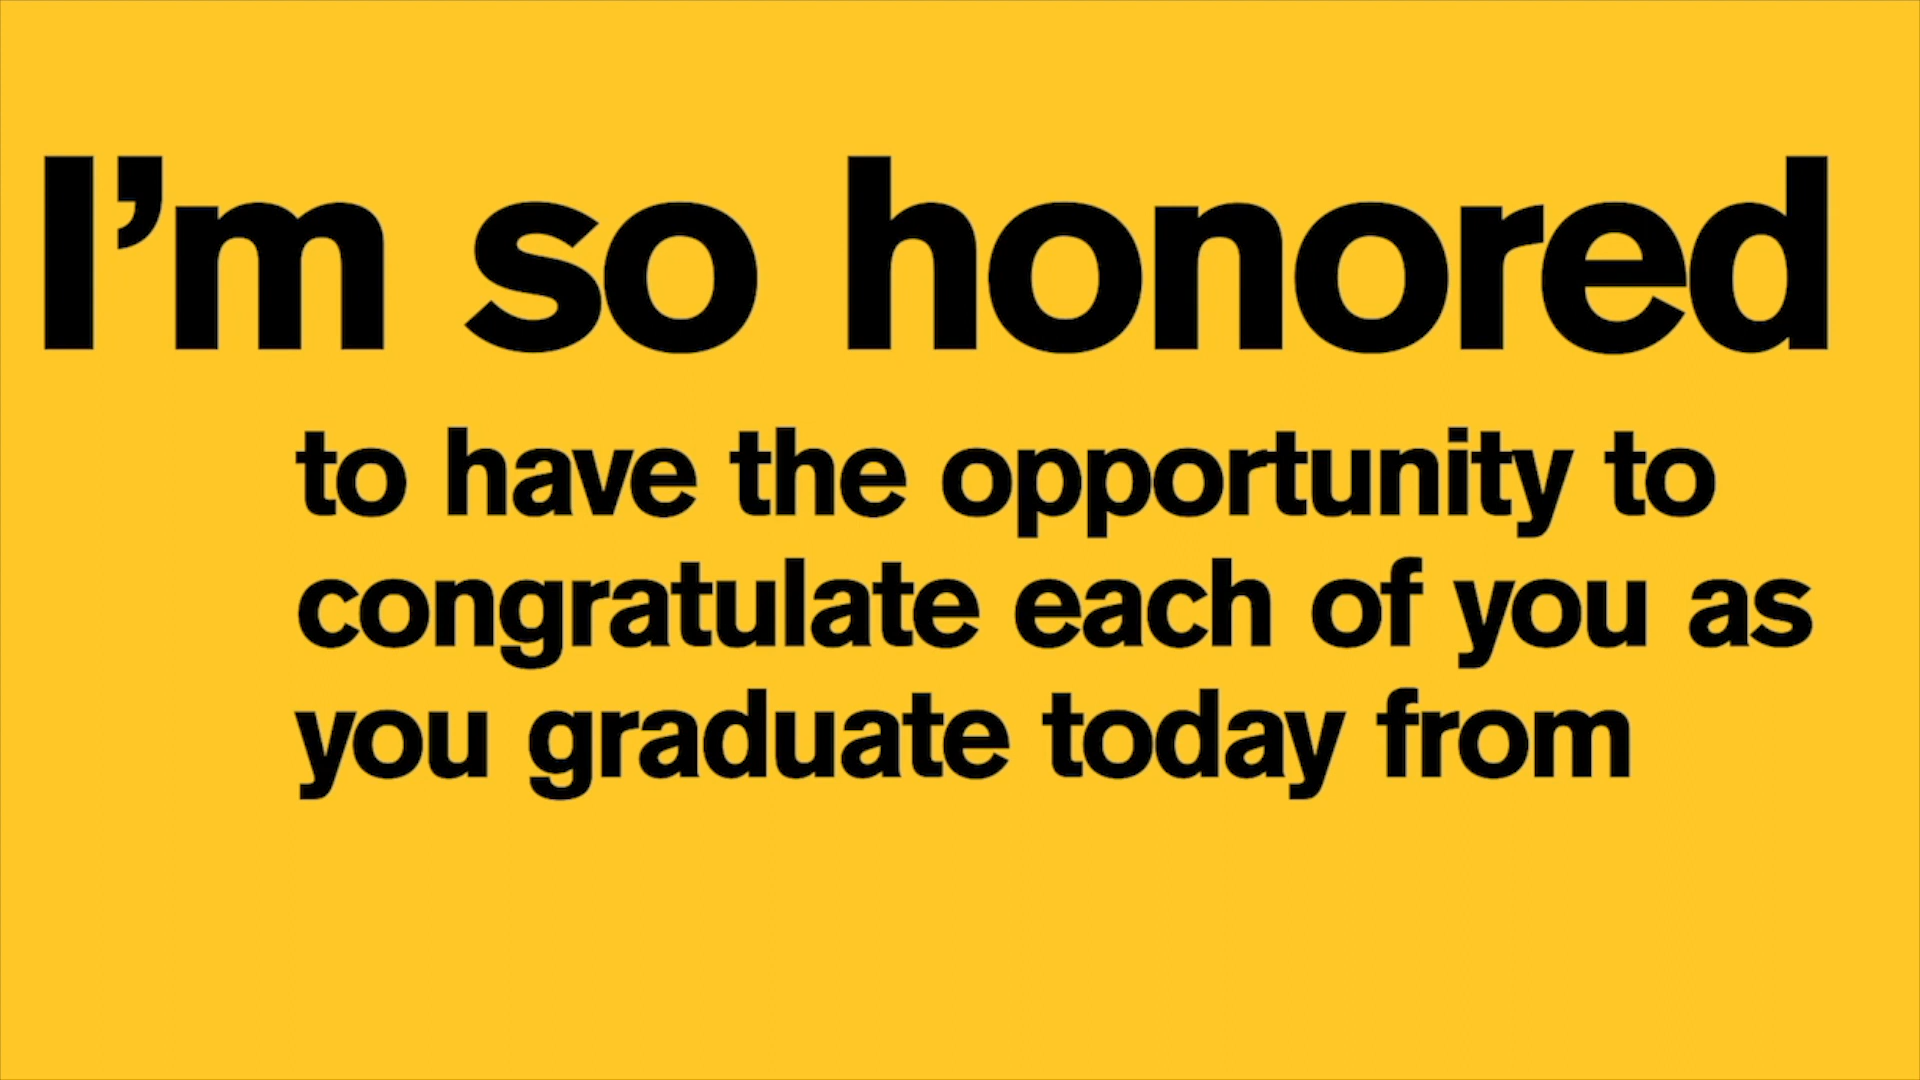 I’m so honored
to have the opportunity to
congratulate each of you as
you graduate today from